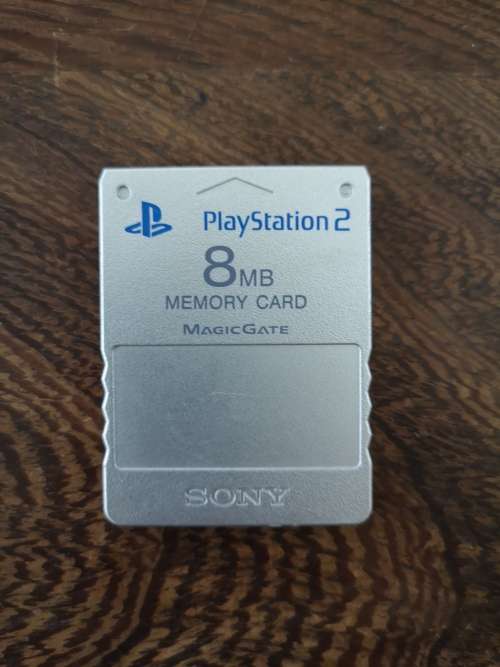 PlayStation 2
8MB
MEMORY CARD
MAGICGATE
SONY